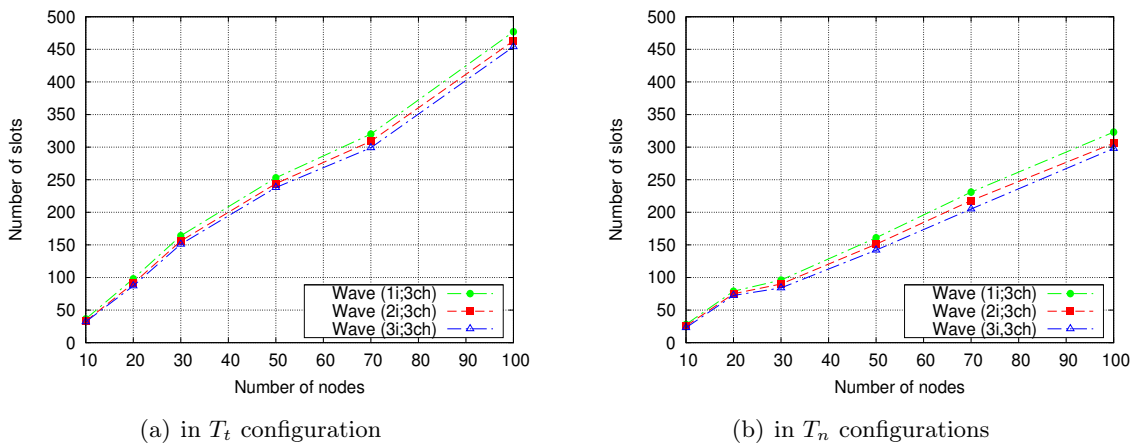 500
450
400
350
300
250
200
150
100
50
0
10 20 30 40 50 60 70 80 90 100
Number of slots
Number of nodes
Wave (1i;3ch)
Wave (2i;3ch)
Wave (3i,3ch)
(a) in T_t configuration
500
450
400
350
300
250
200
150
100
50
0
10 20 30 40 50 60 70 80 90 100
Number of slots
Number of nodes
Wave (1i;3ch)
Wave (2i;3ch)
Wave (3i,3ch)
(b) in T_n configurations